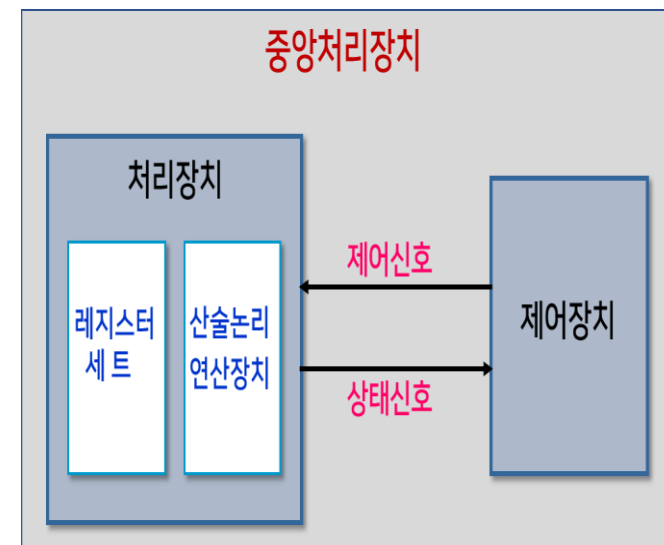 중앙처리장치
처리장치
레지스터
세 트
산술논리
연산장치
제어신호
상태신호
제어장치